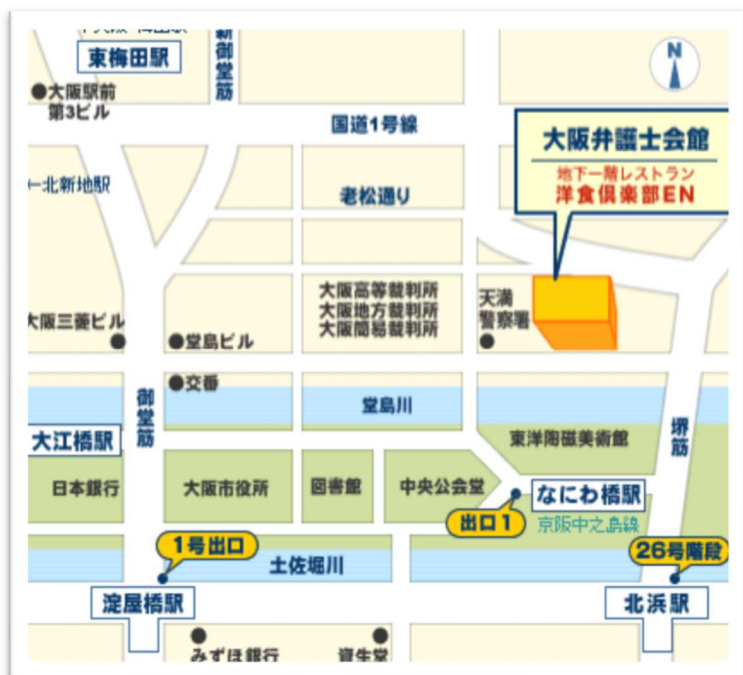 東梅田駅
新御堂筋
N
大阪駅前
第3ビル
国道1号線
大阪弁護士会館
地下一階レストラン
洋食倶楽部EN
←北新地駅
老松通り
大阪高等裁判所
大阪地方裁判所
大阪簡易裁判所
天満
警察署
大阪三菱ビル
堂島ビル
交番
御堂筋
堂島川
堺筋
大江橋駅
東洋陶磁美術館
日本銀行
大阪市役所
図書館
中央公会堂
なにわ橋駅
出口1
京阪中之島線
1号出口
土佐堀川
26号階段
淀屋橋駅
北浜駅
みずほ銀行
資生堂